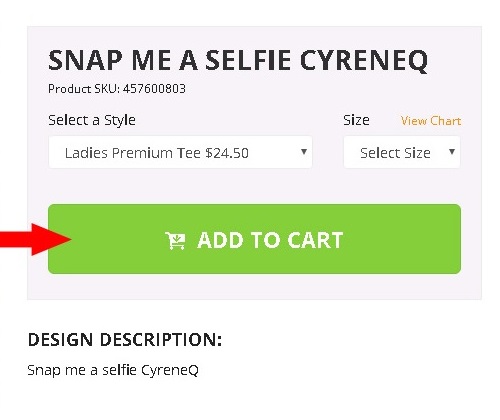 SNAP ME A SELFIE CYRENEQ
Product SKU: 457600803
Select a Style
Size View Chart
Ladies Premium Tee $24.50 Select Size
ADD TO CART
DESIGN DESCRIPTION:
Snap me a selfie CyreneQ